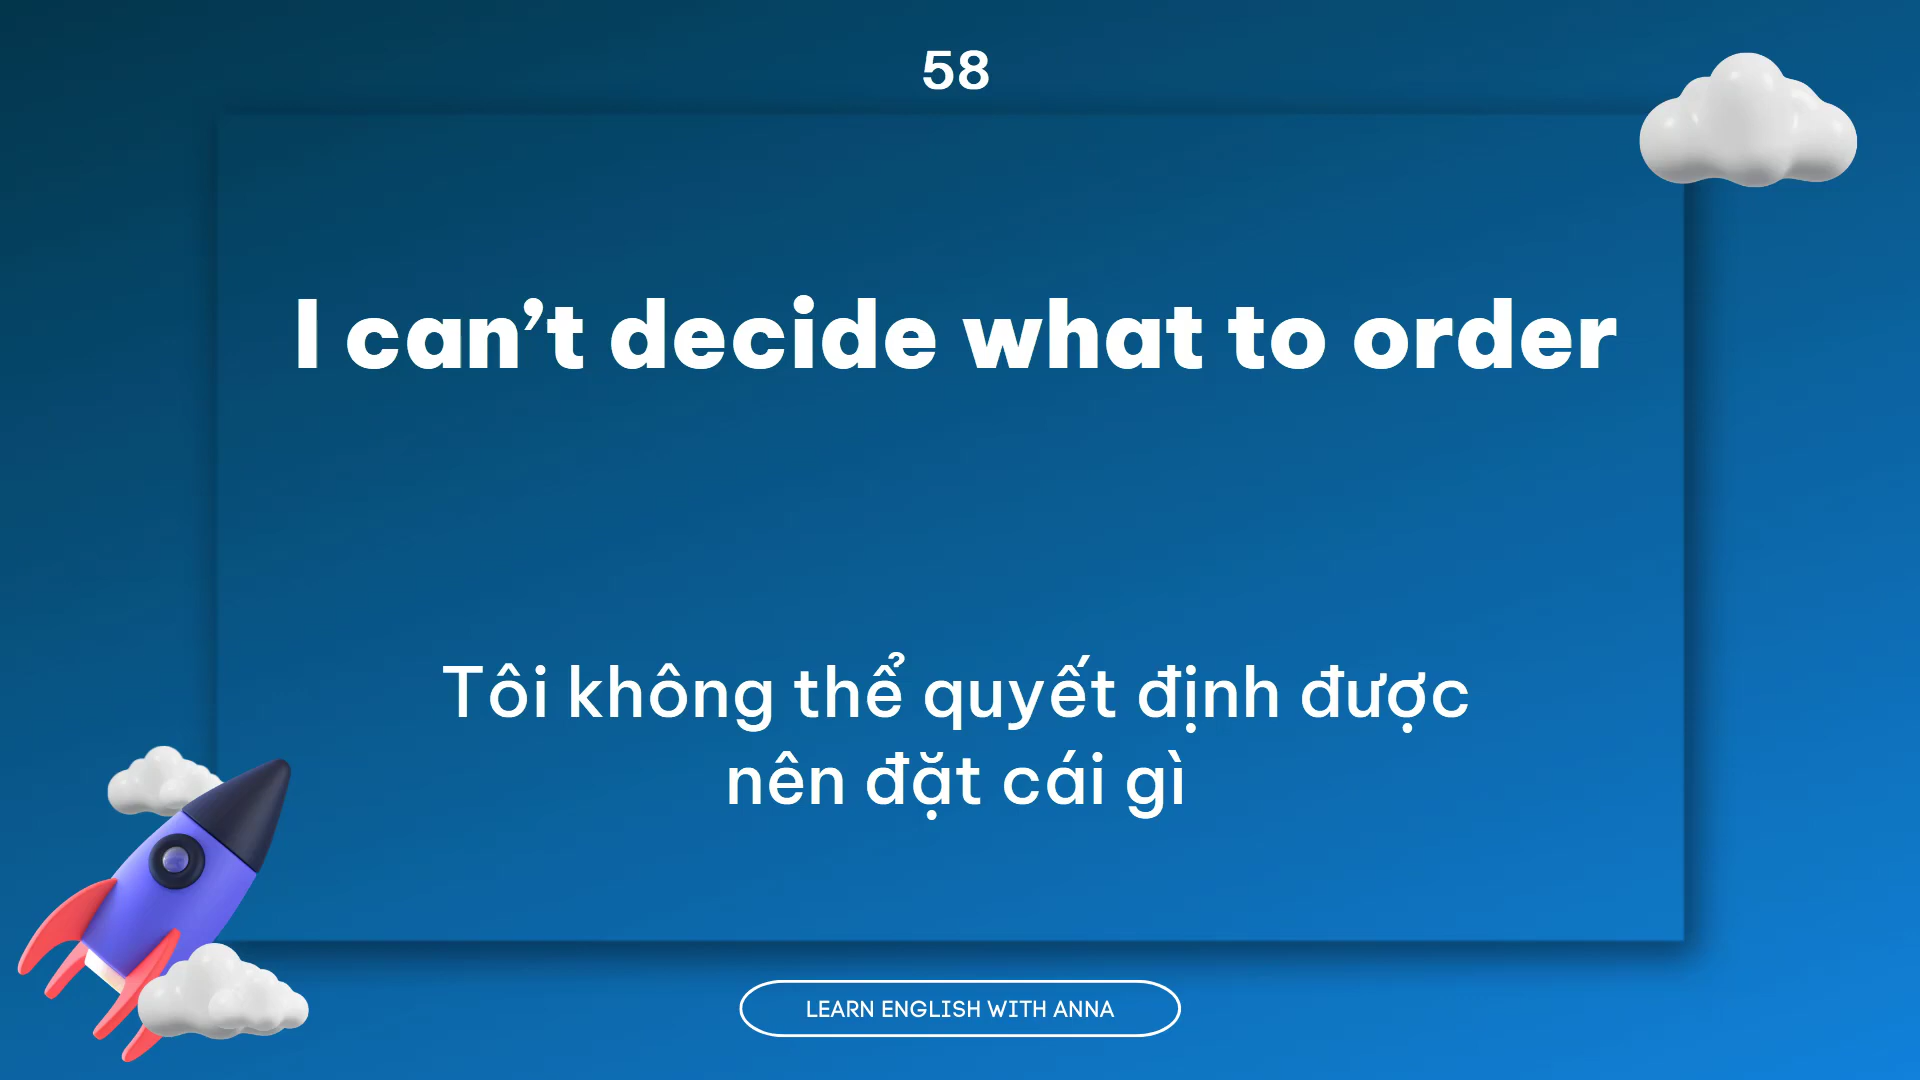 58
I can’t decide what to order
Tôi không thể quyết định được
nên đặt cái gì
LEARN ENGLISH WITH ANNA